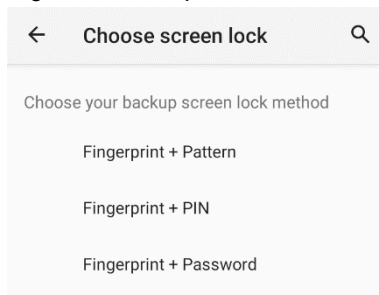 Choose screen lock
Choose your backup screen lock method
Fingerprint + Pattern
Fingerprint + PIN
Fingerprint + Password